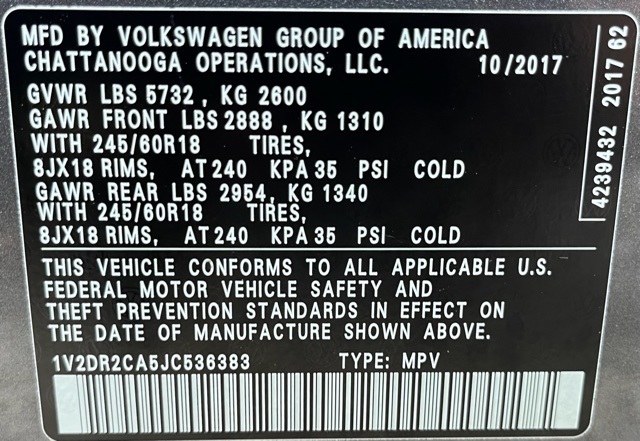 MFD BY VOLKSWAGEN GROUP OF AMERICA
CHATTANOOGA OPERATIONS, LLC. 10/2017
GVWR LBS 5732, KG 2600
GAWR FRONT LBS 2888, KG 1310
WITH 245/60R18 TIRES,
8JX18 RIMS, AT 240 KPA 35 PSI COLD
GAWR REAR LBS 2954, KG 1340
WITH 245/60R18 TIRES,
8JX18 RIMS, AT 240 KPA 35 PSI COLD
THIS VEHICLE CONFORMS TO ALL APPLICABLE U.S.
FEDERAL MOTOR VEHICLE SAFETY AND
THEFT PREVENTION STANDARDS IN EFFECT ON
THE DATE OF MANUFACTURE SHOWN ABOVE.
1V2DR2CA5JC536383 TYPE: MPV
4239432 2017 62